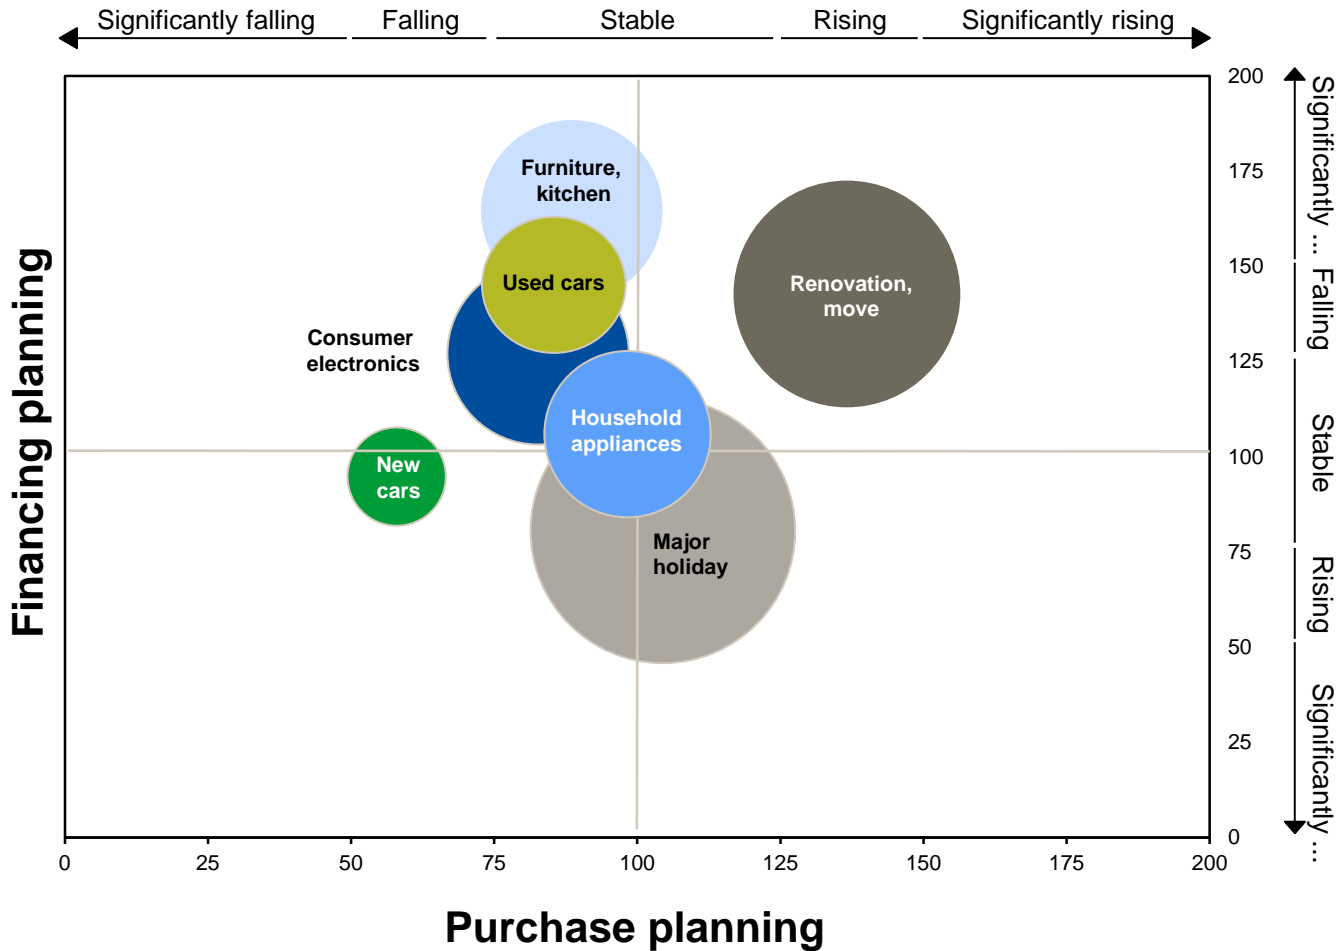 Significantly falling
Falling
Stable
Rising
Significantly rising
Financing planning
Furniture,
kitchen
Used cars
Renovation,
move
Consumer
electronics
Household
appliances
New
cars
Major
holiday
200
175
150
125
100
75
50
25
0
Significantly ...
Falling
Stable
Rising
Significantly ...
0
25
50
75
100
125
150
175
200
Purchase planning